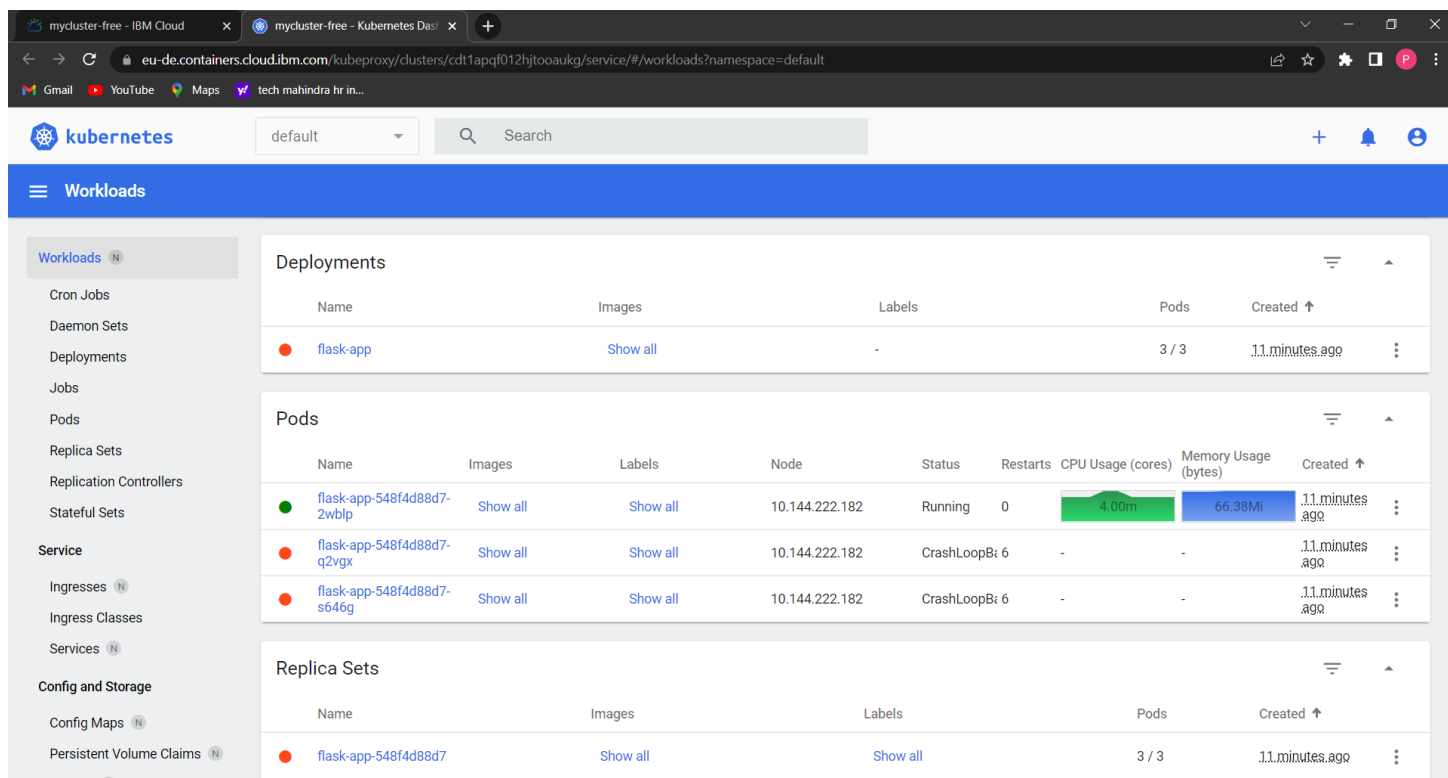 mycluster-free - IBM Cloud
mycluster-free - Kubernetes Das
eu-de.containers.cloud.ibm.com/kubeproxy/clusters/cdt1apqf012hjtooaukg/service/#/workloads?namespace=default
P
Gmail YouTube Maps tech mahindra hr in...
kubernetes
default
Search
Workloads
Workloads N
Cron Jobs
Daemon Sets
Deployments
Jobs
Pods
Replica Sets
Replication Controllers
Stateful Sets
Service
Ingresses N
Ingress Classes
Services N
Config and Storage
Config Maps N
Persistent Volume Claims N
Deployments
Name Images Labels Pods Created
flask-app Show all - 3 / 3 11 minutes ago
Pods
Name Images Labels Node Status Restarts CPU Usage (cores) Memory Usage (bytes) Created
flask-app-548f4d88d7-2wblp Show all Show all 10.144.222.182 Running 0 4.00m 66.38Mi 11 minutes ago
flask-app-548f4d88d7-q2vgx Show all Show all 10.144.222.182 CrashLoopBa 6 - - 11 minutes ago
flask-app-548f4d88d7-s646g Show all Show all 10.144.222.182 CrashLoopBa 6 - - 11 minutes ago
Replica Sets
Name Images Labels Pods Created
flask-app-548f4d88d7 Show all Show all 3 / 3 11 minutes ago